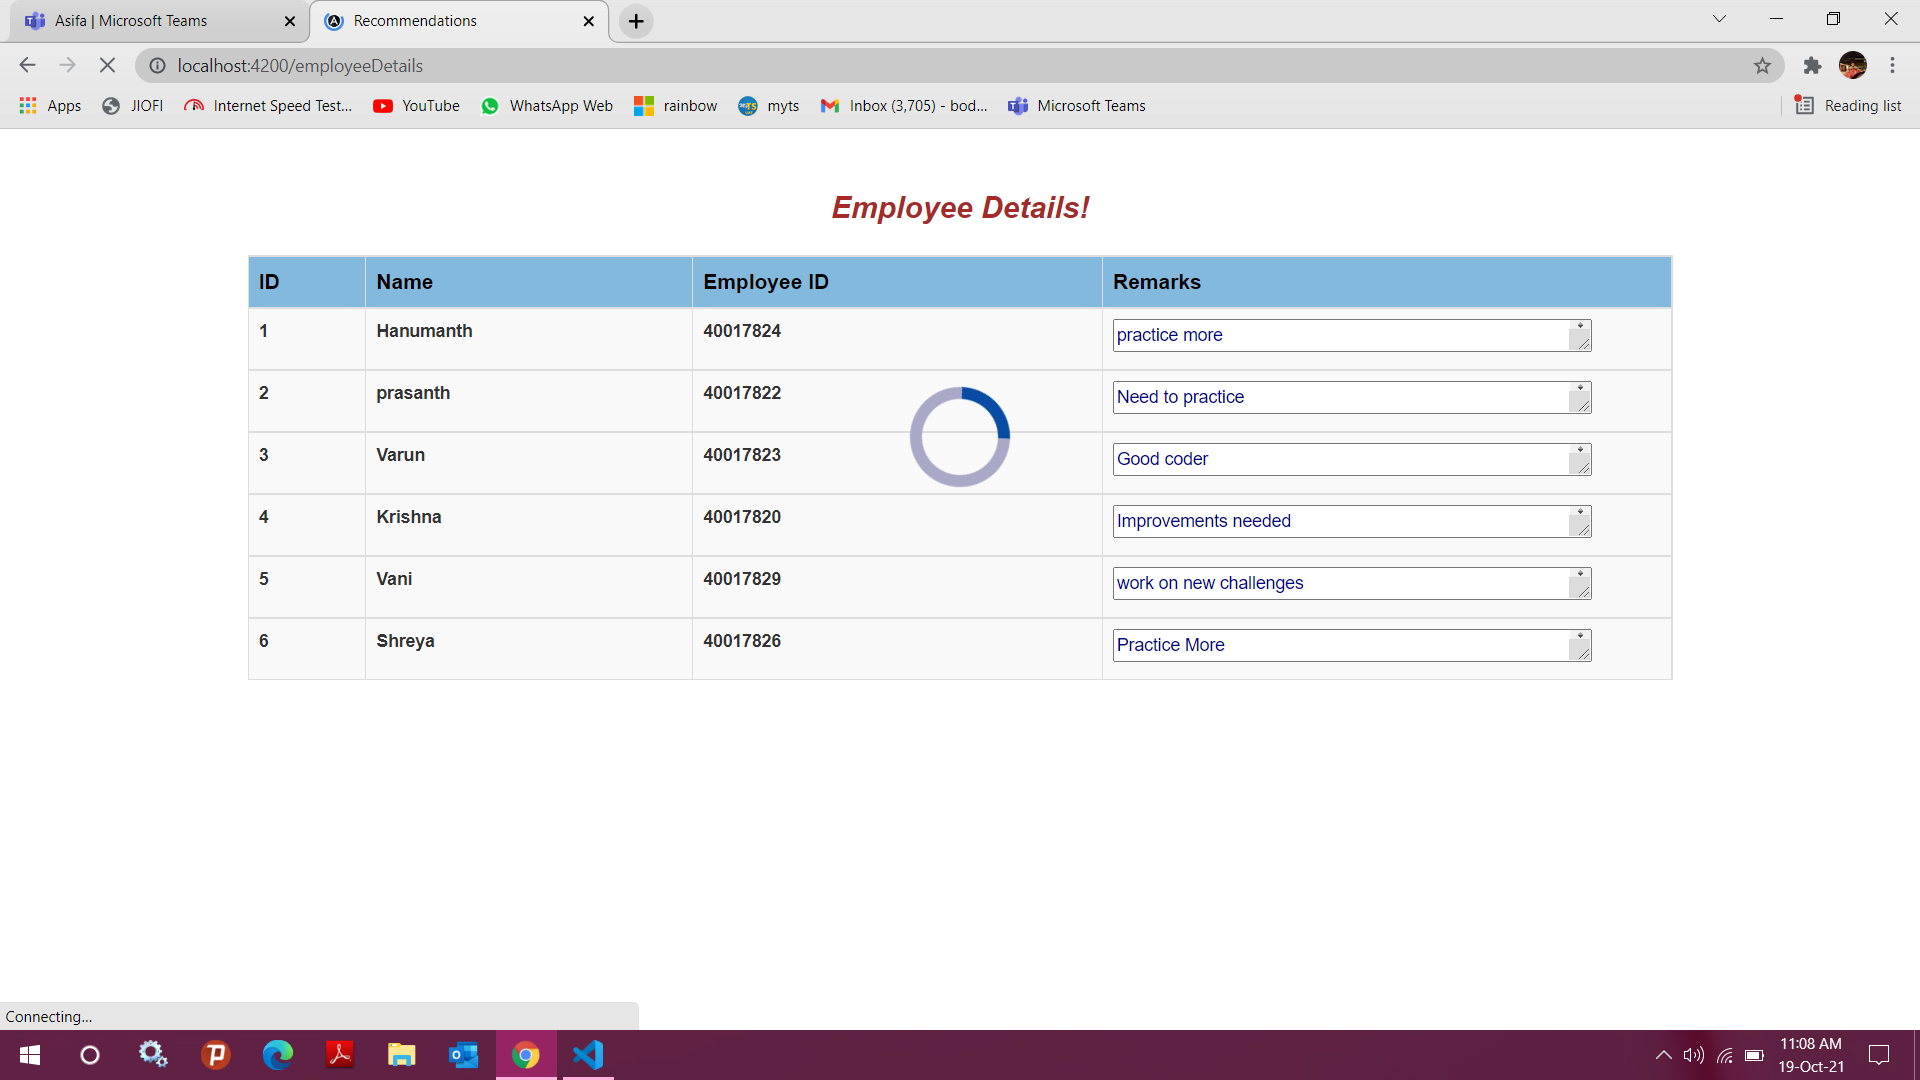 Asifa | Microsoft Teams
Recommendations
localhost:4200/employeeDetails
Apps JIOFI Internet Speed Test... YouTube WhatsApp Web rainbow myts Inbox (3,705) - bod... Microsoft Teams Reading list
Employee Details!
ID Name Employee ID Remarks
1 Hanumanth 40017824 practice more
2 prasanth 40017822 Need to practice
3 Varun 40017823 Good coder
4 Krishna 40017820 Improvements needed
5 Vani 40017829 work on new challenges
6 Shreya 40017826 Practice More
Connecting...
11:08 AM
19-Oct-21